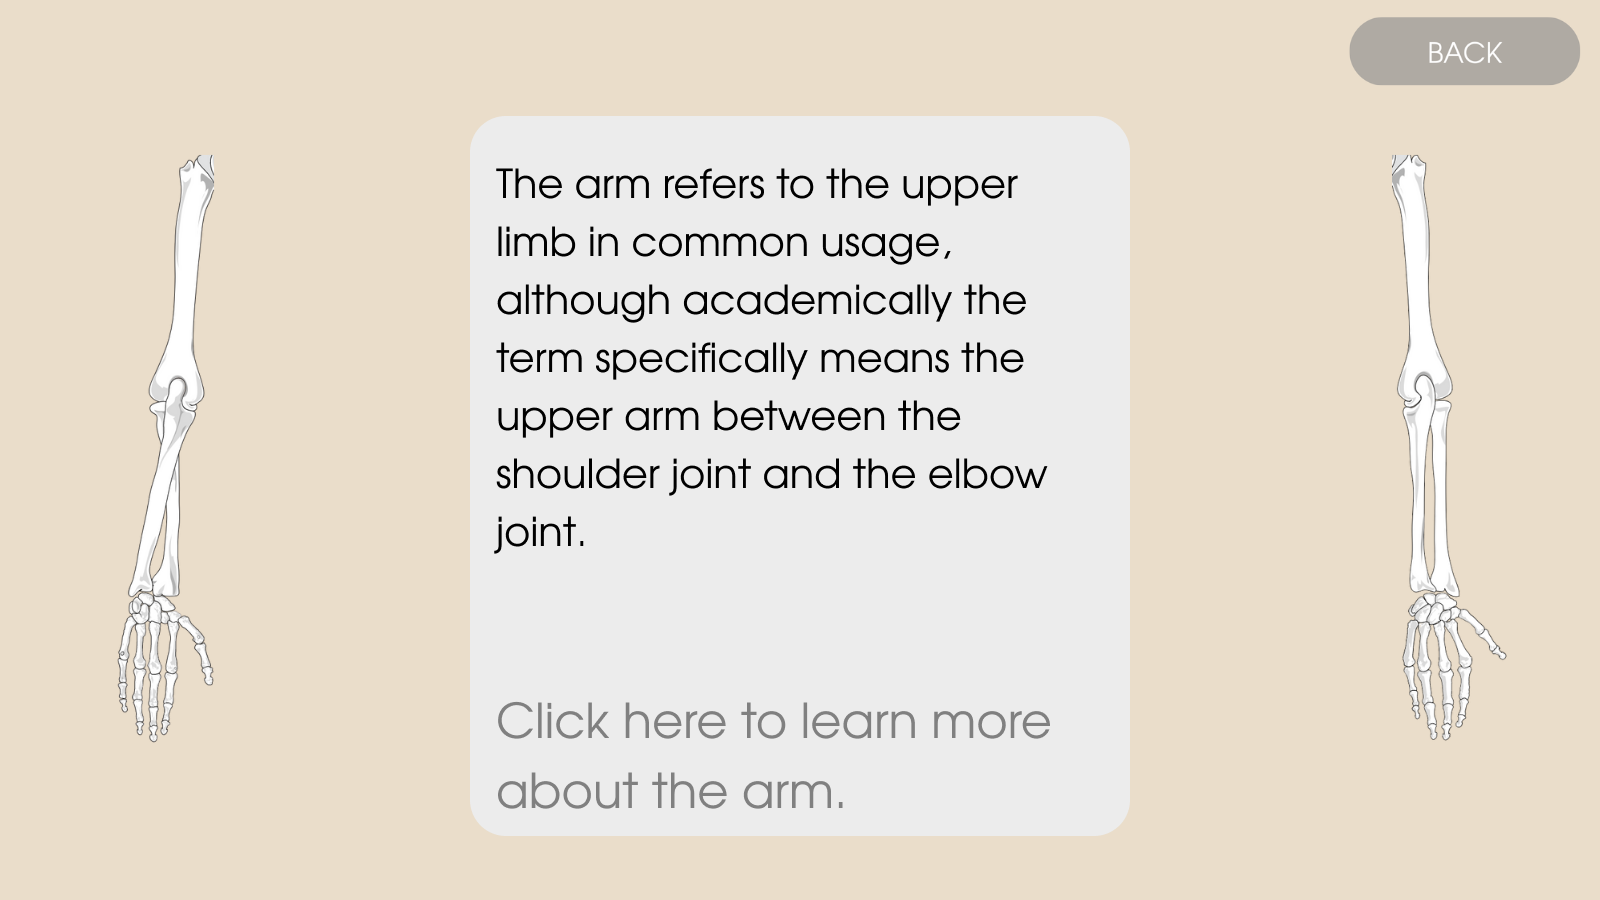 BACK
The arm refers to the upper
limb in common usage,
although academically the
term specifically means the
upper arm between the
shoulder joint and the elbow
joint.
Click here to learn more
about the arm.